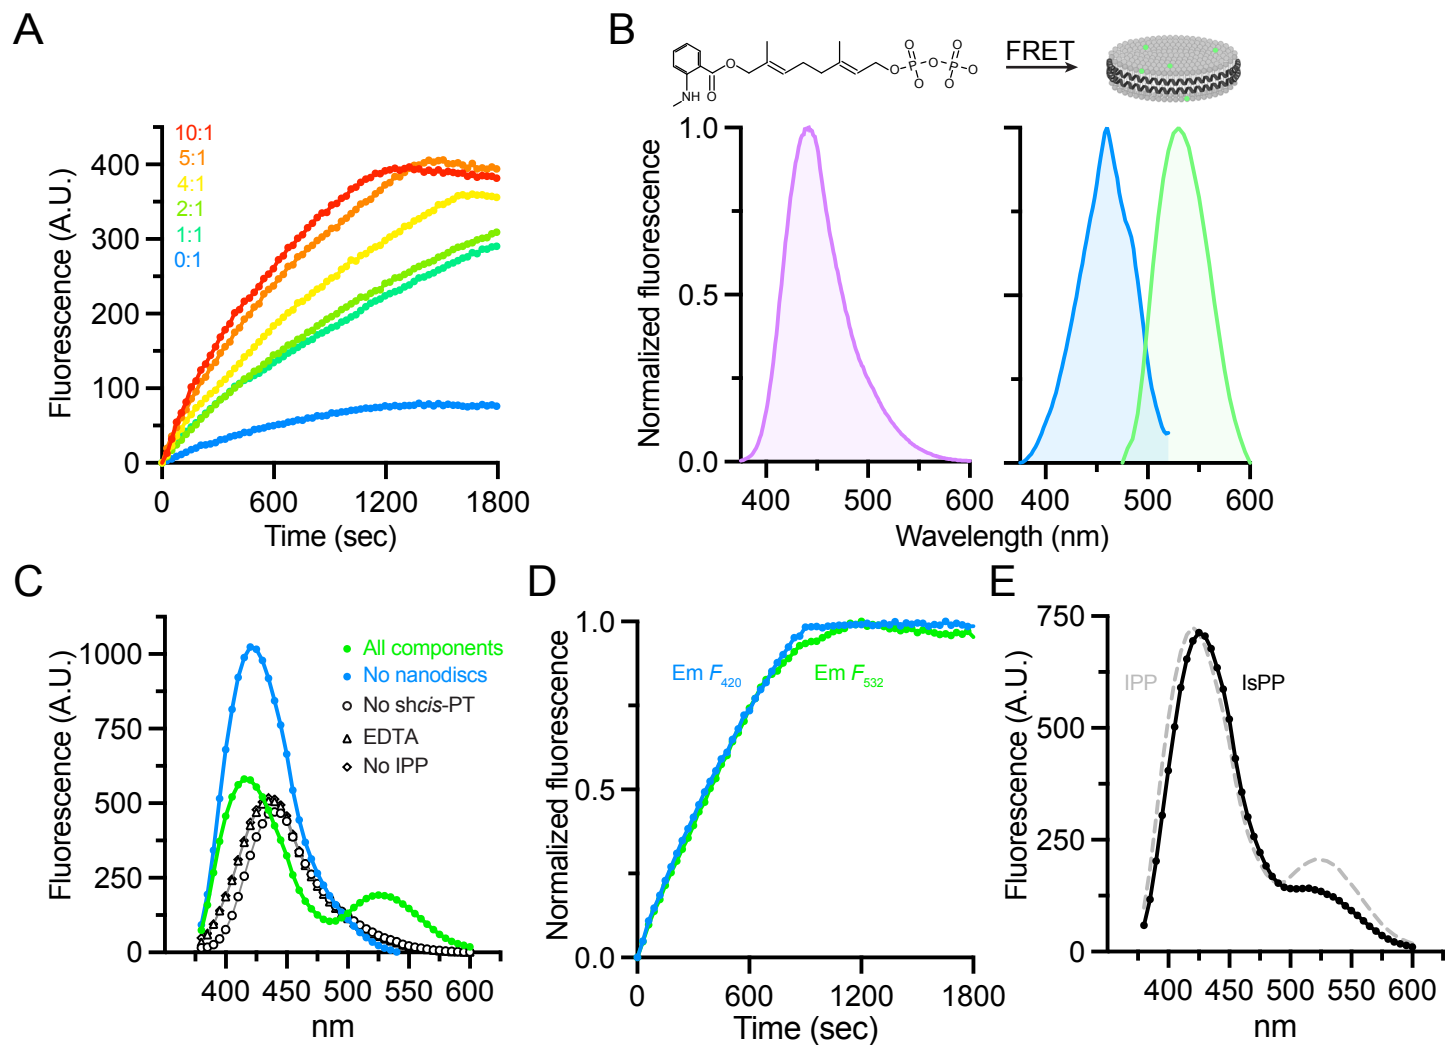 A
Fluorescence (A.U.)
400
300
200
100
0
10:1
5:1
4:1
2:1
1:1
0:1
0 600 1200 1800
Time (sec)
B
O
O
NH
O
O
P
O
O
O
P
O
O
O
FRET
Normalized fluorescence
1.0
0.5
0.0
400 500 600
400 500 600
Wavelength (nm)
C
Fluorescence (A.U.)
1000
750
500
250
0
All components
No nanodiscs
No shcis-PT
EDTA
No IPP
400 450 500 550 600
nm
D
Normalized fluorescence
1.0
0.5
0.0
Em F420
Em F532
0 600 1200 1800
Time (sec)
E
Fluorescence (A.U.)
750
500
250
0
IPP
IsPP
400 450 500 550 600
nm